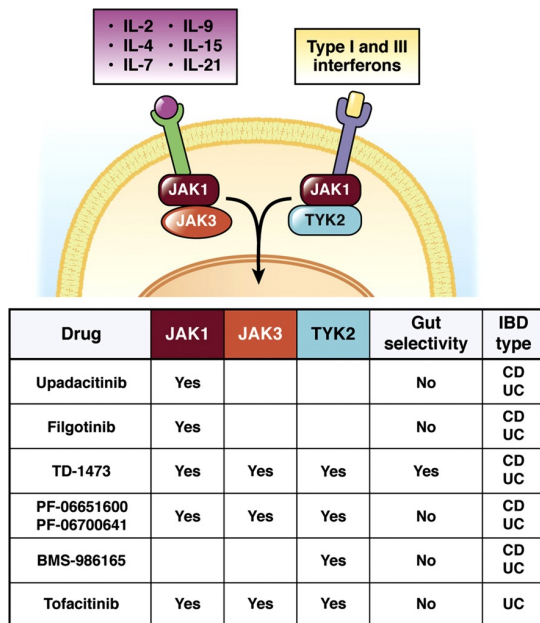 • IL-2 • IL-9
• IL-4 • IL-15
• IL-7 • IL-21
Type I and III
interferons
JAK1
JAK3
JAK1
TYK2
Drug JAK1 JAK3 TYK2 Gut selectivity IBD type
Upadacitinib Yes No CD UC
Filgotinib Yes No CD UC
TD-1473 Yes Yes Yes Yes CD UC
PF-06651600 PF-06700641 Yes Yes Yes No CD UC
BMS-986165 Yes No CD UC
Tofacitinib Yes Yes Yes No UC